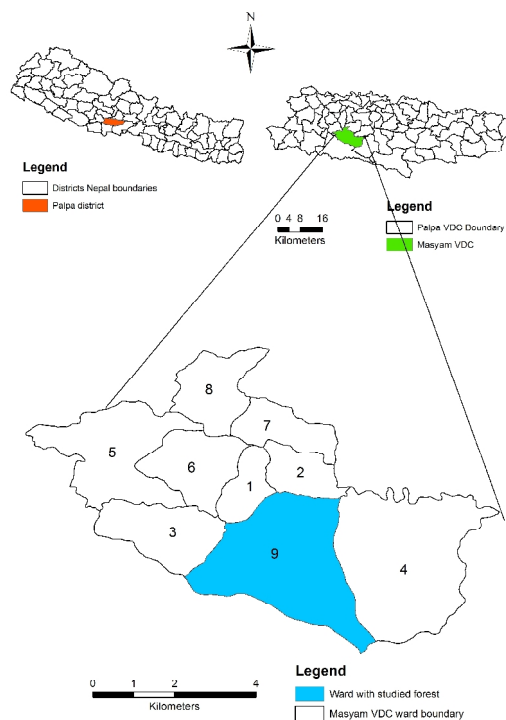 N
Legend
Districts Nepal boundaries
Palpa district
0 4 8 16
Kilometers
Legend
Palpa VDC Boundary
Masyam VDC
8
7
5
6
2
1
3
9
4
0 1 2 4
Kilometers
Legend
Ward with studied forest
Masyam VDC ward boundary